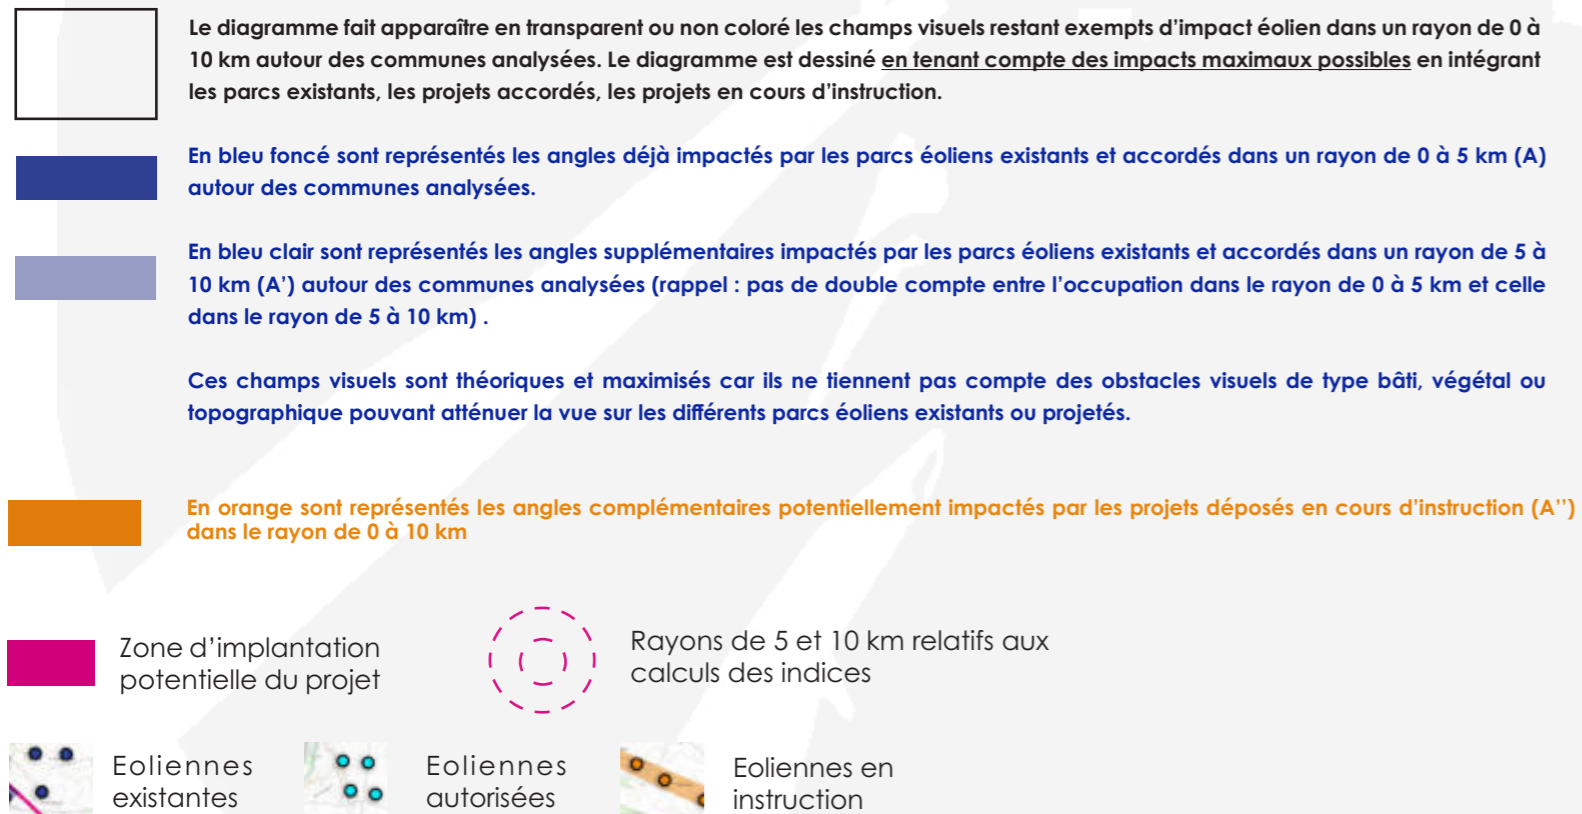 Le diagramme fait apparaître en transparent ou non coloré les champs visuels restant exempts d’impact éolien dans un rayon de 0 à
10 km autour des communes analysées. Le diagramme est dessiné en tenant compte des impacts maximaux possibles en intégrant
les parcs existants, les projets accordés, les projets en cours d’instruction.
En bleu foncé sont représentés les angles déjà impactés par les parcs éoliens existants et accordés dans un rayon de 0 à 5 km (A)
autour des communes analysées.
En bleu clair sont représentés les angles supplémentaires impactés par les parcs éoliens existants et accordés dans un rayon de 5 à
10 km (A’) autour des communes analysées (rappel : pas de double compte entre l’occupation dans le rayon de 0 à 5 km et celle
dans le rayon de 5 à 10 km) .
Ces champs visuels sont théoriques et maximisés car ils ne tiennent pas compte des obstacles visuels de type bâti, végétal ou
topographique pouvant atténuer la vue sur les différents parcs éoliens existants ou projetés.
En orange sont représentés les angles complémentaires potentiellement impactés par les projets déposés en cours d’instruction (A’’)
dans le rayon de 0 à 10 km
Zone d’implantation
potentielle du projet
Rayons de 5 et 10 km relatifs aux
calculs des indices
Eoliennes
existantes
Eoliennes
autorisées
Eoliennes en
instruction